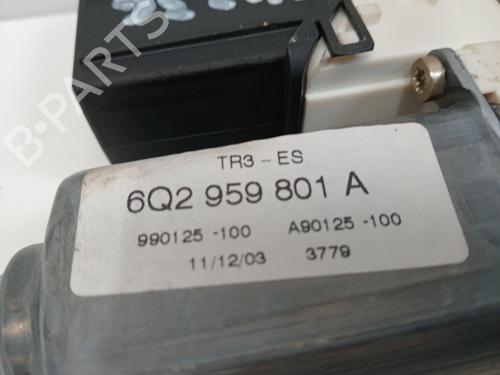 TR3-ES
6Q2 959 801 A
990125 -100 A90125 -100
11/12/03 3779
B-PARTS